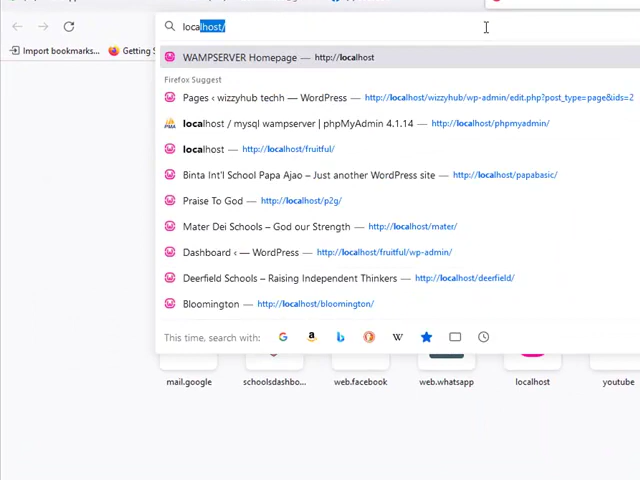 localhost/
Import bookmarks...
Getting S
WAMPSERVER Homepage — http://localhost
Firefox Suggest
Pages ‹ wizzyhub techh — WordPress — http://localhost/wizzyhub/wp-admin/edit.php?post_type=page&ids=2
localhost / mysql wampserver | phpMyAdmin 4.1.14 — http://localhost/phpmyadmin/
localhost — http://localhost/fruitful/
Binta Int'l School Papa Ajao – Just another WordPress site — http://localhost/papabasic/
Praise To God — http://localhost/p2g/
Mater Dei Schools – God our Strength — http://localhost/mater/
Dashboard ‹ — WordPress — http://localhost/fruitful/wp-admin/
Deerfield Schools – Raising Independent Thinkers — http://localhost/deerfield/
Bloomington — http://localhost/bloomington/
This time, search with:
mail.google
schoolsdashbo...
web.facebook
web.whatsapp
localhost
youtube